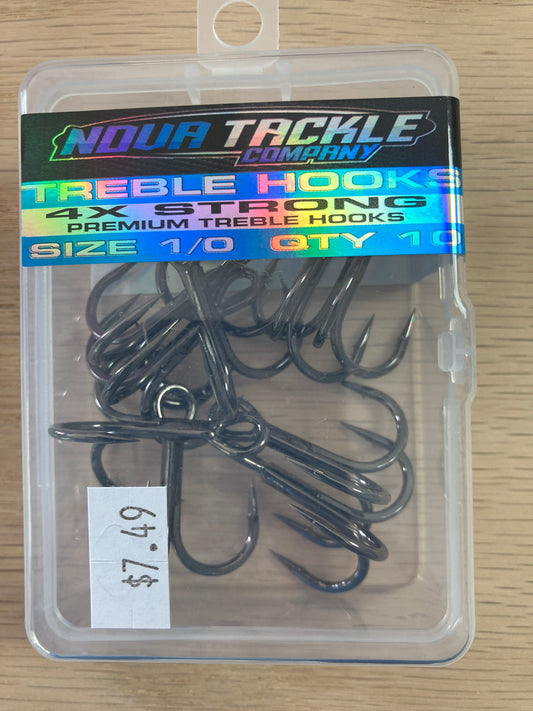 NOVA TACKLE
COMPANY
TREBLE HOOKS
4X STRONG
PREMIUM TREBLE HOOKS
SIZE 1/0 QTY 10
$7.49